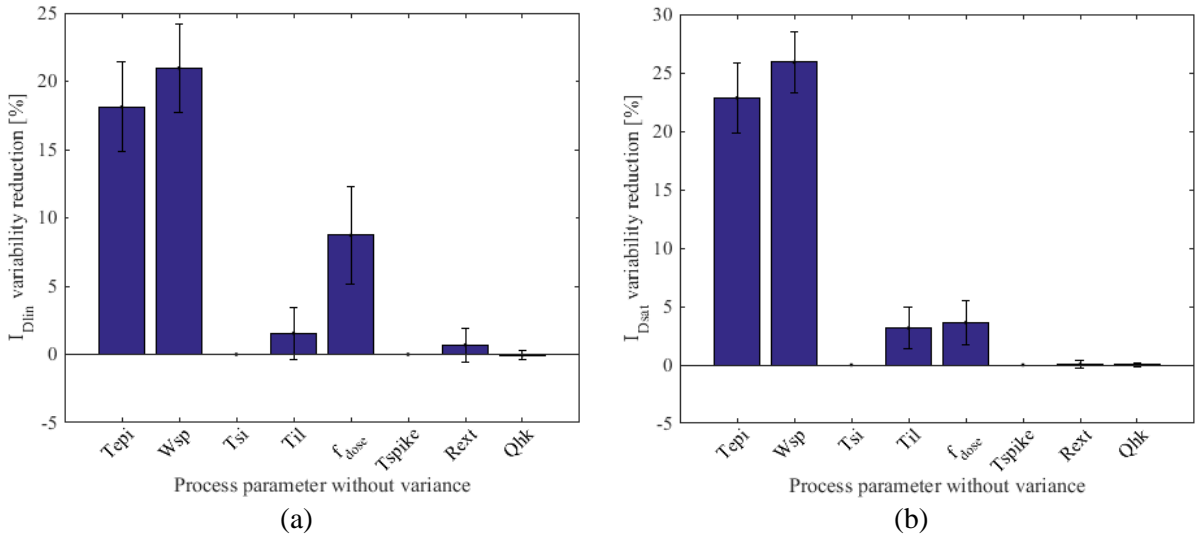 25
20
15
10
5
0
-5
I_Dlin variability reduction [%]
Tepi
Wsp
Tsi
Til
f_dose
Tspike
Rext
Qhk
Process parameter without variance
(a)
30
25
20
15
10
5
0
-5
I_Dsat variability reduction [%]
Tepi
Wsp
Tsi
Til
f_dose
Tspike
Rext
Qhk
Process parameter without variance
(b)